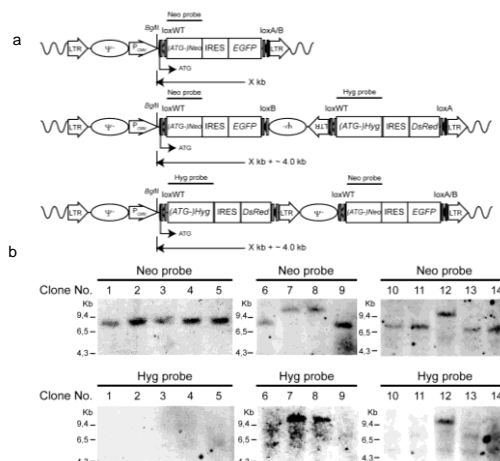 a
Neo probe
BglII loxWT loxA/B
LTR Ψ+ PCMV (ATG-)Neo IRES EGFP LTR
ATG
X kb
Neo probe Hyg probe
BglII loxWT loxB loxWT loxA
LTR Ψ+ PCMV (ATG-)Neo IRES EGFP LTR (ATG-)Hyg IRES DsRed LTR
ATG
X kb + ~ 4.0 kb
Hyg probe Neo probe
BglII loxWT loxWT loxA/B
LTR Ψ+ PCMV (ATG-)Hyg IRES DsRed LTR (ATG-)Neo IRES EGFP LTR
ATG
X kb + ~ 4.0 kb
b
Neo probe Neo probe Neo probe
Clone No. 1 2 3 4 5 6 7 8 9 10 11 12 13 14
Kb Kb Kb
9,4 9,4 9,4
6,5 6.5 6.5
4,3 4,3 4,3
Hyg probe Hyg probe Hyg probe
Clone No. 1 2 3 4 5 6 7 8 9 10 11 12 13 14
Kb Kb Kb
9.4 9.4 9.4
6.5 6.5 6.5
4.3 4.3 4.3